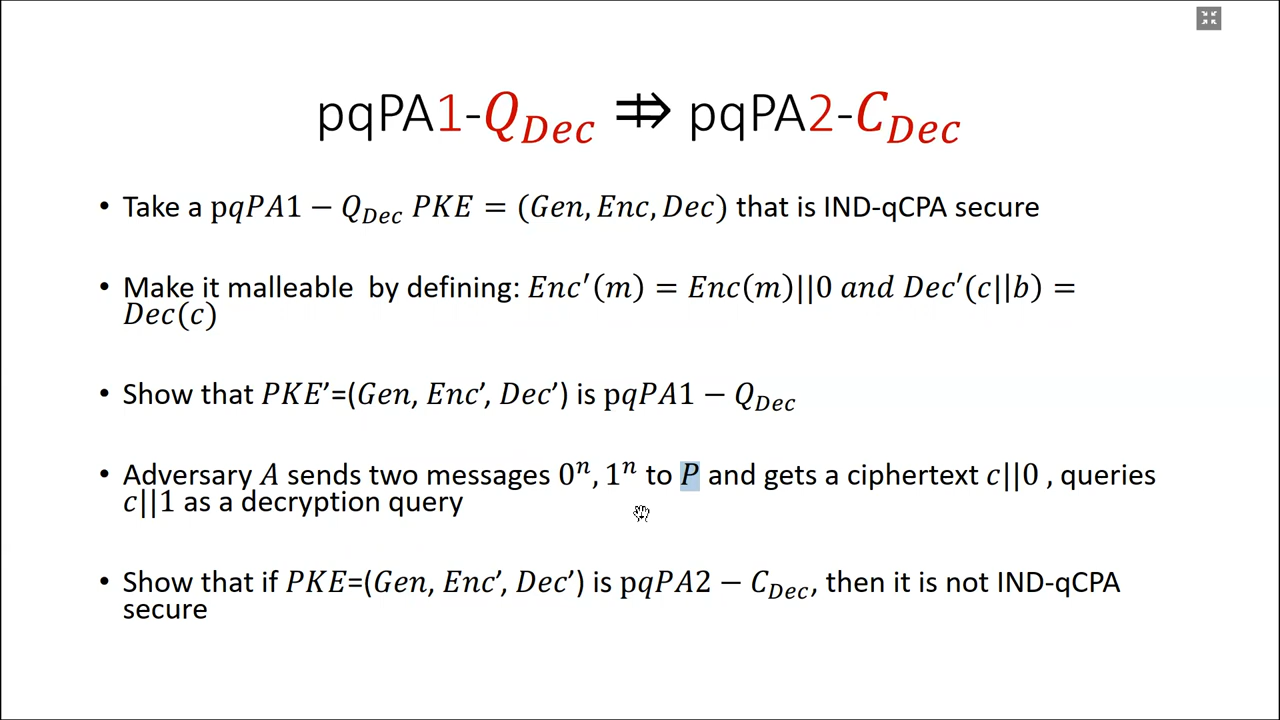 pqPA1-Q_Dec ⇏ pqPA2-C_Dec
• Take a pqPA1 − Q_Dec PKE = (Gen, Enc, Dec) that is IND-qCPA secure
• Make it malleable by defining: Enc′(m) = Enc(m)||0 and Dec′(c||b) =
Dec(c)
• Show that PKE’=(Gen, Enc’, Dec’) is pqPA1 − Q_Dec
• Adversary A sends two messages 0ⁿ, 1ⁿ to P and gets a ciphertext c||0 , queries
c||1 as a decryption query
• Show that if PKE=(Gen, Enc’, Dec’) is pqPA2 − C_Dec, then it is not IND-qCPA
secure